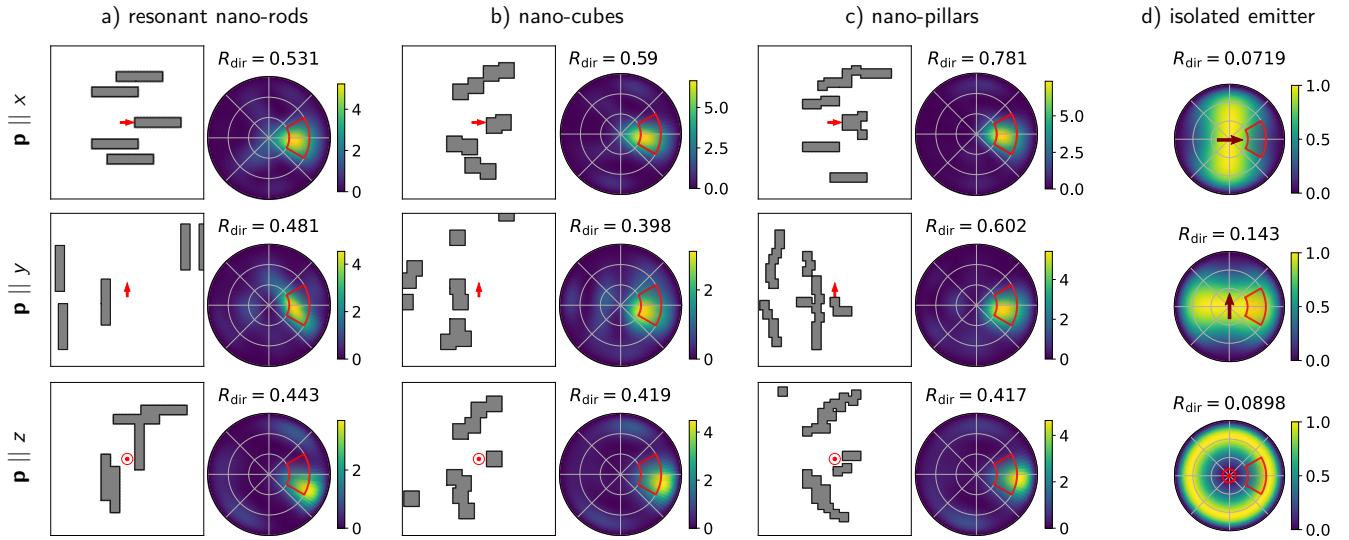 a) resonant nano-rods
b) nano-cubes
c) nano-pillars
d) isolated emitter
p || x
R_dir = 0.531
4
2
0
R_dir = 0.59
5.0
2.5
0.0
R_dir = 0.781
5.0
2.5
0.0
R_dir = 0.0719
1.0
0.5
0.0
p || y
R_dir = 0.481
4
2
0
R_dir = 0.398
2
0
R_dir = 0.602
4
2
0
R_dir = 0.143
1.0
0.5
0.0
p || z
R_dir = 0.443
2
0
R_dir = 0.419
4
2
0
R_dir = 0.417
4
2
0
R_dir = 0.0898
1.0
0.5
0.0